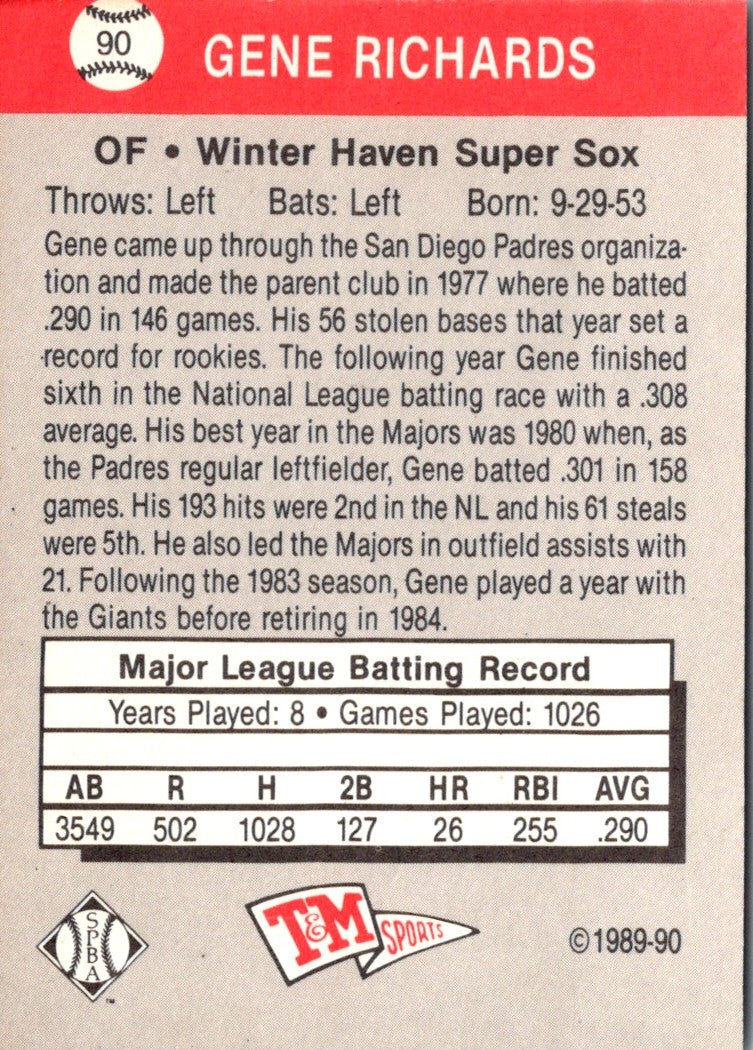 90
GENE RICHARDS
OF • Winter Haven Super Sox
Throws: Left Bats: Left Born: 9-29-53
Gene came up through the San Diego Padres organiza-
tion and made the parent club in 1977 where he batted
.290 in 146 games. His 56 stolen bases that year set a
record for rookies. The following year Gene finished
sixth in the National League batting race with a .308
average. His best year in the Majors was 1980 when, as
the Padres regular leftfielder, Gene batted .301 in 158
games. His 193 hits were 2nd in the NL and his 61 steals
were 5th. He also led the Majors in outfield assists with
21. Following the 1983 season, Gene played a year with
the Giants before retiring in 1984.
Major League Batting Record
Years Played: 8 • Games Played: 1026
AB R H 2B HR RBI AVG
3549 502 1028 127 26 255 .290
SPBA
™
T&M SPORTS
©1989-90